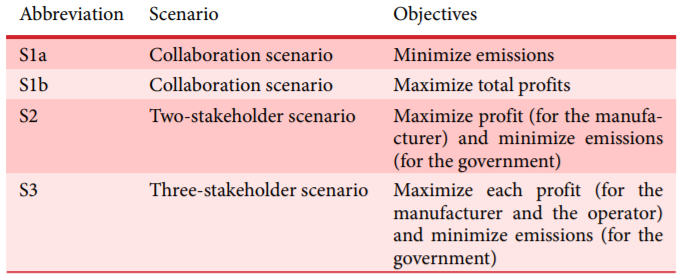 Abbreviation Scenario Objectives
S1a Collaboration scenario Minimize emissions
S1b Collaboration scenario Maximize total profits
S2 Two-stakeholder scenario Maximize profit (for the manufa-
cturer) and minimize emissions
(for the government)
S3 Three-stakeholder scenario Maximize each profit (for the
manufacturer and the operator)
and minimize emissions (for the
government)